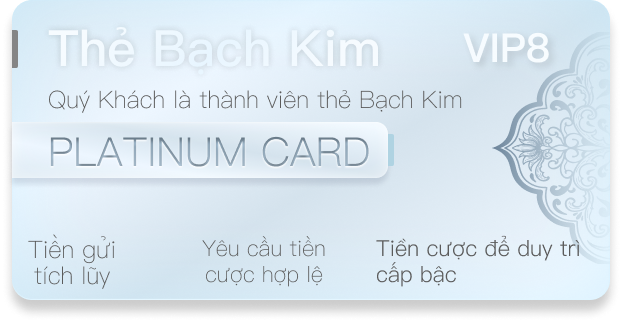 Thẻ Bạch Kim VIP8
Quý Khách là thành viên thẻ Bạch Kim
PLATINUM CARD
Tiền gửi
tích lũy
Yêu cầu tiền
cược hợp lệ
Tiền cược để duy trì
cấp bậc